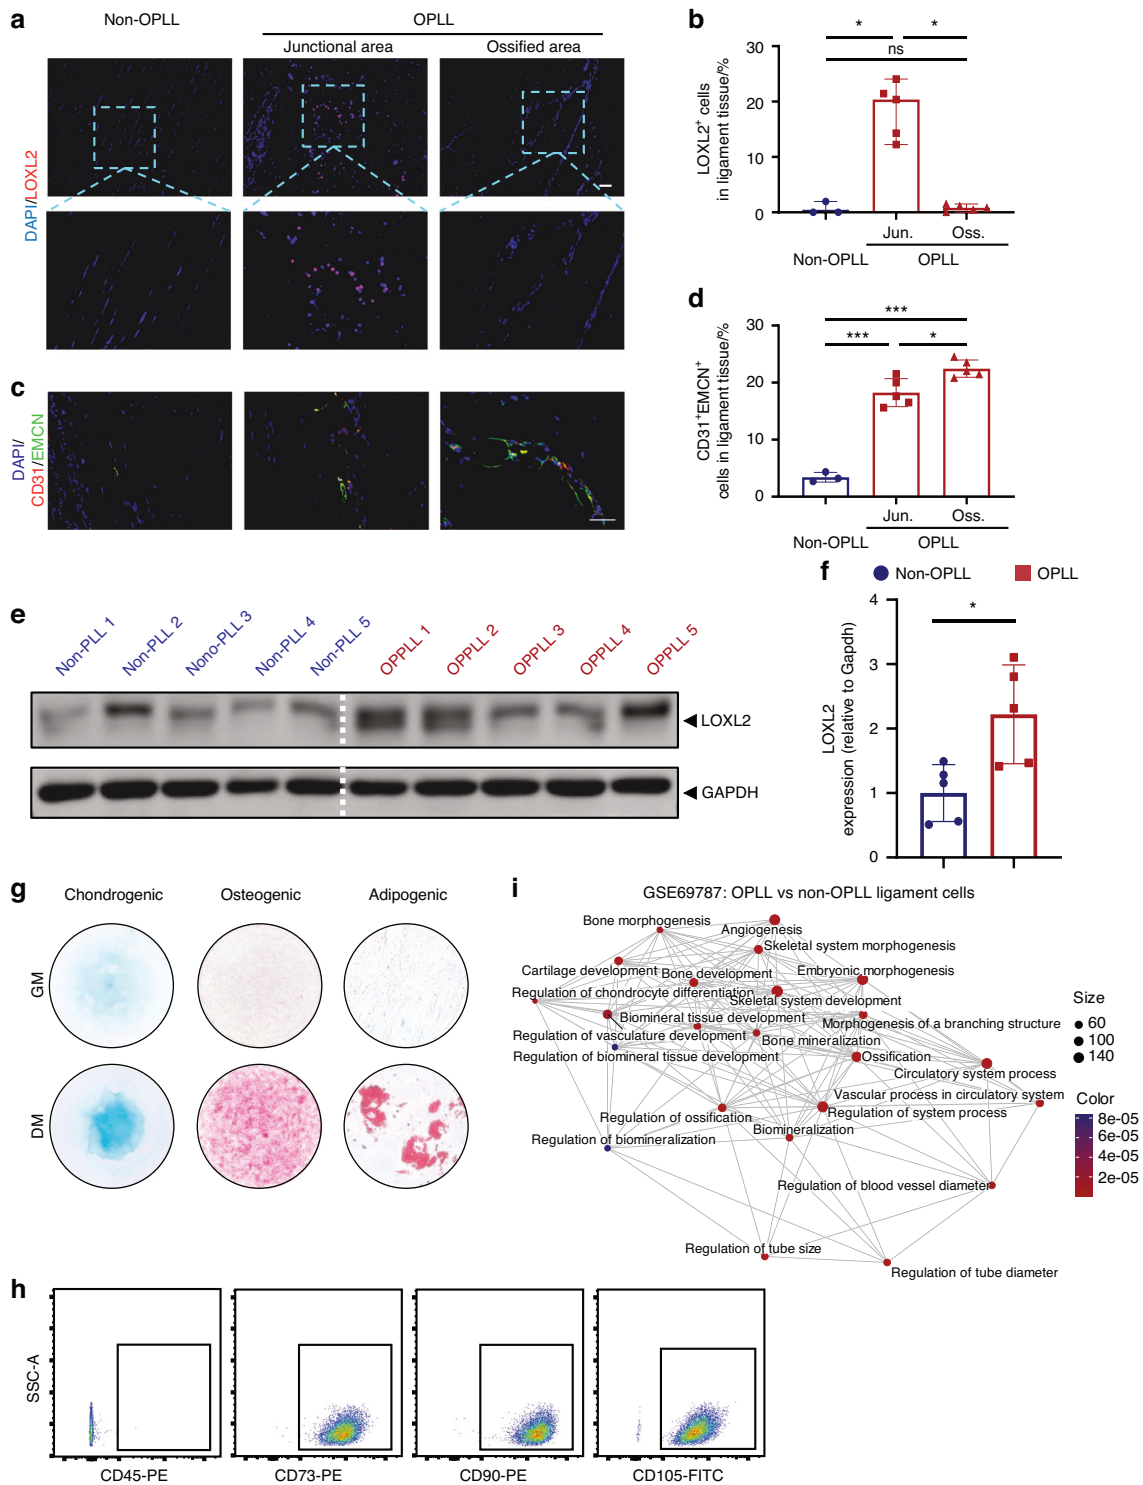 a
Non-OPLL
OPLL
Junctional area
Ossified area
DAPI/LOXL2
b
LOXL2+ cells
in ligament tissue/%
30
20
10
0
*
*
ns
Jun.
Oss.
Non-OPLL
OPLL
c
DAPI/
CD31/EMCN
d
CD31+EMCN+
cells in ligament tissue/%
30
20
10
0
***
***
*
Jun.
Oss.
Non-OPLL
OPLL
e
Non-PLL 1
Non-PLL 2
Nono-PLL 3
Non-PLL 4
Non-PLL 5
OPPLL 1
OPPLL 2
OPPLL 3
OPPLL 4
OPPLL 5
LOXL2
GAPDH
f
Non-OPLL
OPLL
LOXL2
expression (relative to Gapdh)
4
3
2
1
0
*
g
Chondrogenic
Osteogenic
Adipogenic
GM
DM
i
GSE69787: OPLL vs non-OPLL ligament cells
Bone morphogenesis
Angiogenesis
Skeletal system morphogenesis
Cartilage development
Bone development
Embryonic morphogenesis
Regulation of chondrocyte differentiation
Skeletal system development
Biomineral tissue development
Morphogenesis of a branching structure
Regulation of vasculature development
Bone mineralization
Regulation of biomineral tissue development
Ossification
Circulatory system process
Vascular process in circulatory system
Regulation of ossification
Regulation of system process
Biomineralization
Regulation of biomineralization
Regulation of blood vessel diameter
Regulation of tube size
Regulation of tube diameter
Size
60
100
140
Color
8e-05
6e-05
4e-05
2e-05
h
SSC-A
CD45-PE
CD73-PE
CD90-PE
CD105-FITC